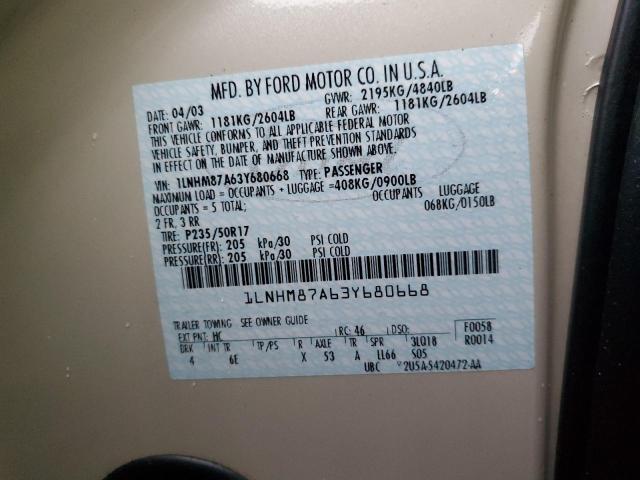 MFD. BY FORD MOTOR CO. IN U.S.A.
DATE: 04/03 GVWR: 2195KG/4840LB
FRONT GAWR: 1181KG/2604LB REAR GAWR: 1181KG/2604LB
THIS VEHICLE CONFORMS TO ALL APPLICABLE FEDERAL MOTOR
VEHICLE SAFETY, BUMPER, AND THEFT PREVENTION STANDARDS
IN EFFECT ON THE DATE OF MANUFACTURE SHOWN ABOVE.
VIN: 1LNHM87A63Y680668 TYPE: PASSENGER
MAXIMUM LOAD = OCCUPANTS + LUGGAGE =408KG/0900LB
OCCUPANTS = 5 TOTAL; OCCUPANTS LUGGAGE
2 FR, 3 RR 068KG/0150LB
TIRE: P235/50R17
PRESSURE(FR): 205 kPa/30 PSI COLD
PRESSURE(RR): 205 kPa/30 PSI COLD
1LNHM87A63Y680668
TRAILER TOWING SEE OWNER GUIDE
EXT PNT: HC RC: 46 DSO: F0058
BRK INT TR TP/PS R AXLE TR SPR 3L018 R0014
4 6E X 53 A LL66 S05
UBC 2U5A-5420472-AA